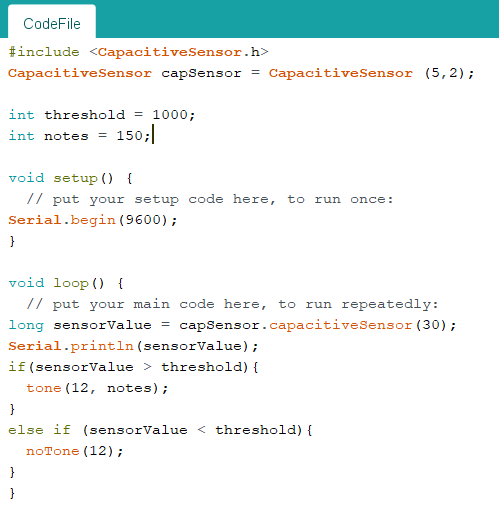 CodeFile
#include <CapacitiveSensor.h>
CapacitiveSensor capSensor = CapacitiveSensor (5,2);
int threshold = 1000;
int notes = 150;
void setup() {
// put your setup code here, to run once:
Serial.begin(9600);
}
void loop() {
// put your main code here, to run repeatedly:
long sensorValue = capSensor.capacitiveSensor(30);
Serial.println(sensorValue);
if(sensorValue > threshold){
tone(12, notes);
}
else if (sensorValue < threshold){
noTone(12);
}
}